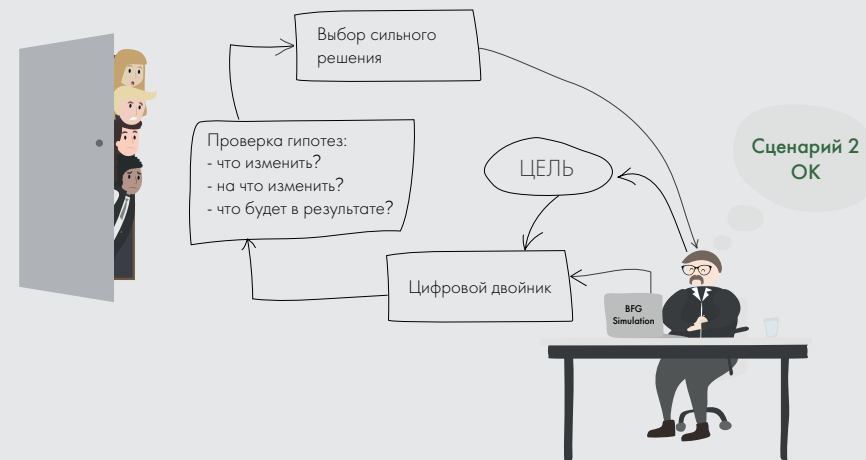 Выбор сильного
решения
Проверка гипотез:
- что изменить?
- на что изменить?
- что будет в результате?
ЦЕЛЬ
Сценарий 2
ОК
Цифровой двойник
BFG
Simulation